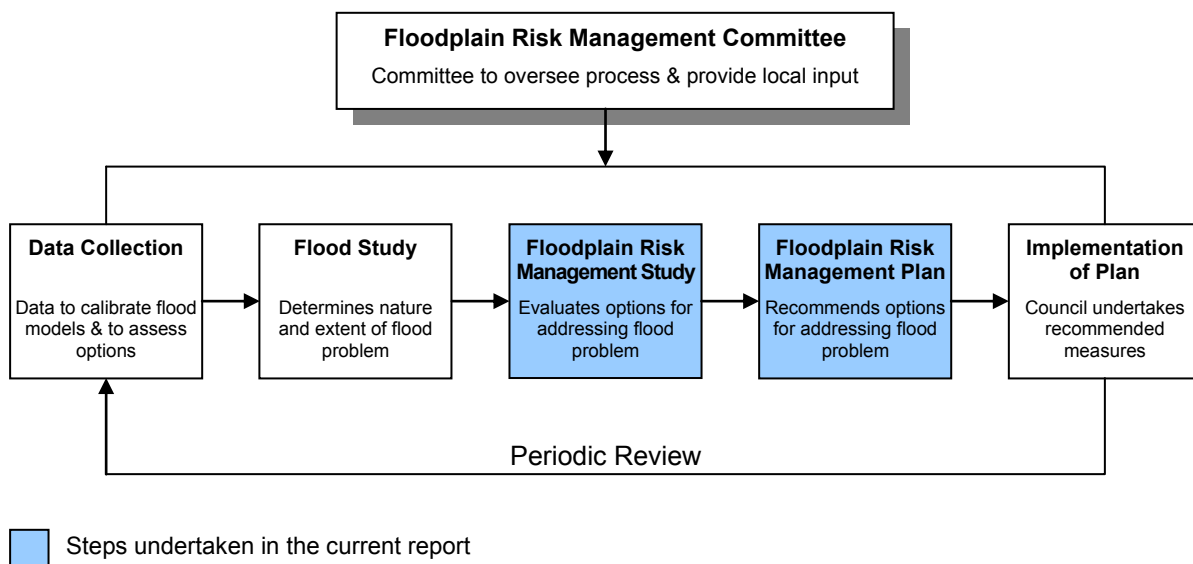 Floodplain Risk Management Committee
Committee to oversee process & provide local input
Data Collection
Data to calibrate flood
models & to assess
options
Flood Study
Determines nature
and extent of flood
problem
Floodplain Risk
Management Study
Evaluates options for
addressing flood
problem
Floodplain Risk
Management Plan
Recommends options
for addressing flood
problem
Implementation
of Plan
Council undertakes
recommended
measures
Periodic Review
Steps undertaken in the current report